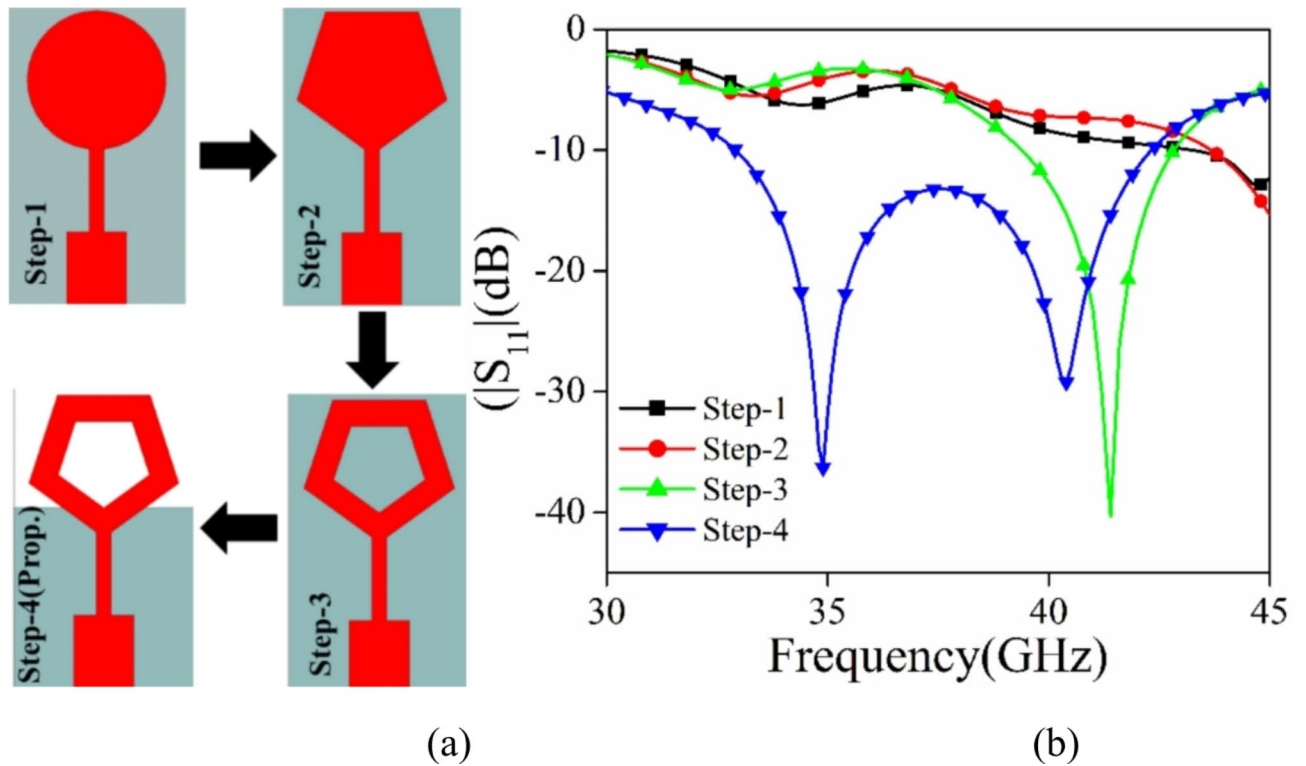 Step-1
Step-2
Step-4(Prop.)
Step-3
(a)
(|S11|(dB)
0
-10
-20
-30
-40
Step-1
Step-2
Step-3
Step-4
30
35
40
45
Frequency(GHz)
(b)